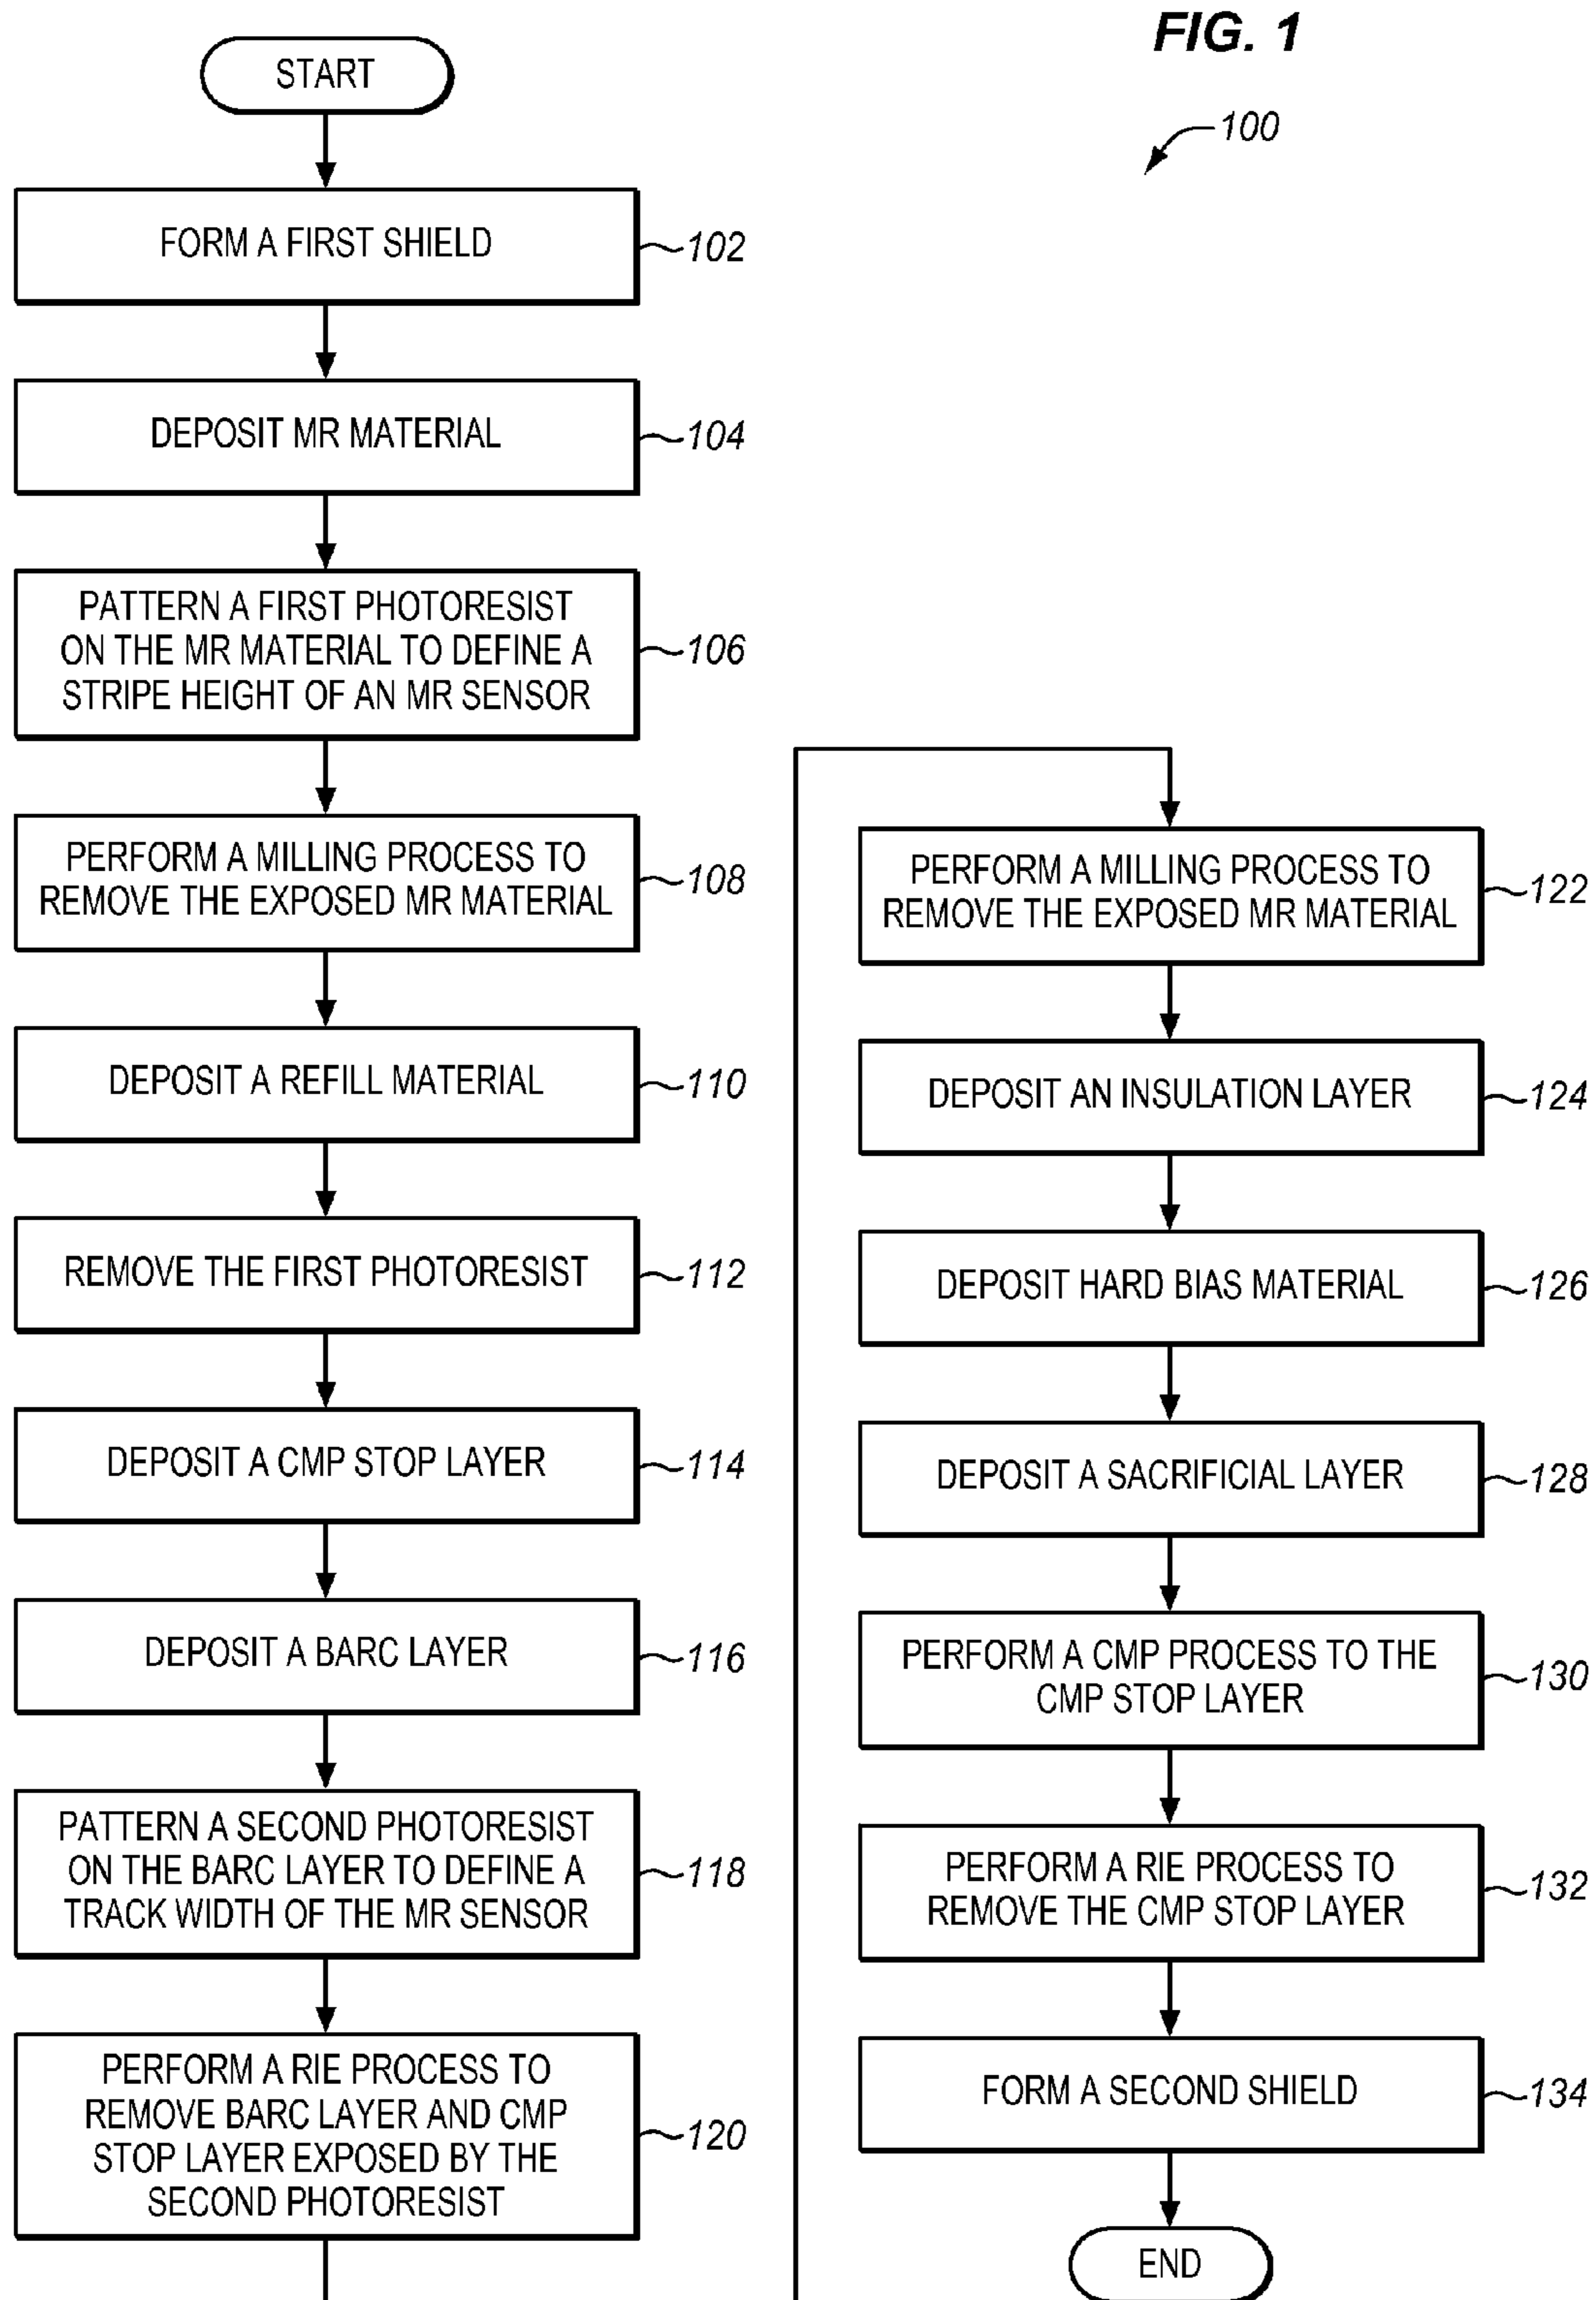 FIG. 1
100
START
FORM A FIRST SHIELD
102
DEPOSIT MR MATERIAL
104
PATTERN A FIRST PHOTORESIST
ON THE MR MATERIAL TO DEFINE A
STRIPE HEIGHT OF AN MR SENSOR
106
PERFORM A MILLING PROCESS TO
REMOVE THE EXPOSED MR MATERIAL
108
DEPOSIT A REFILL MATERIAL
110
REMOVE THE FIRST PHOTORESIST
112
DEPOSIT A CMP STOP LAYER
114
DEPOSIT A BARC LAYER
116
PATTERN A SECOND PHOTORESIST
ON THE BARC LAYER TO DEFINE A
TRACK WIDTH OF THE MR SENSOR
118
PERFORM A RIE PROCESS TO
REMOVE BARC LAYER AND CMP
STOP LAYER EXPOSED BY THE
SECOND PHOTORESIST
120
PERFORM A MILLING PROCESS TO
REMOVE THE EXPOSED MR MATERIAL
122
DEPOSIT AN INSULATION LAYER
124
DEPOSIT HARD BIAS MATERIAL
126
DEPOSIT A SACRIFICIAL LAYER
128
PERFORM A CMP PROCESS TO THE
CMP STOP LAYER
130
PERFORM A RIE PROCESS TO
REMOVE THE CMP STOP LAYER
132
FORM A SECOND SHIELD
134
END